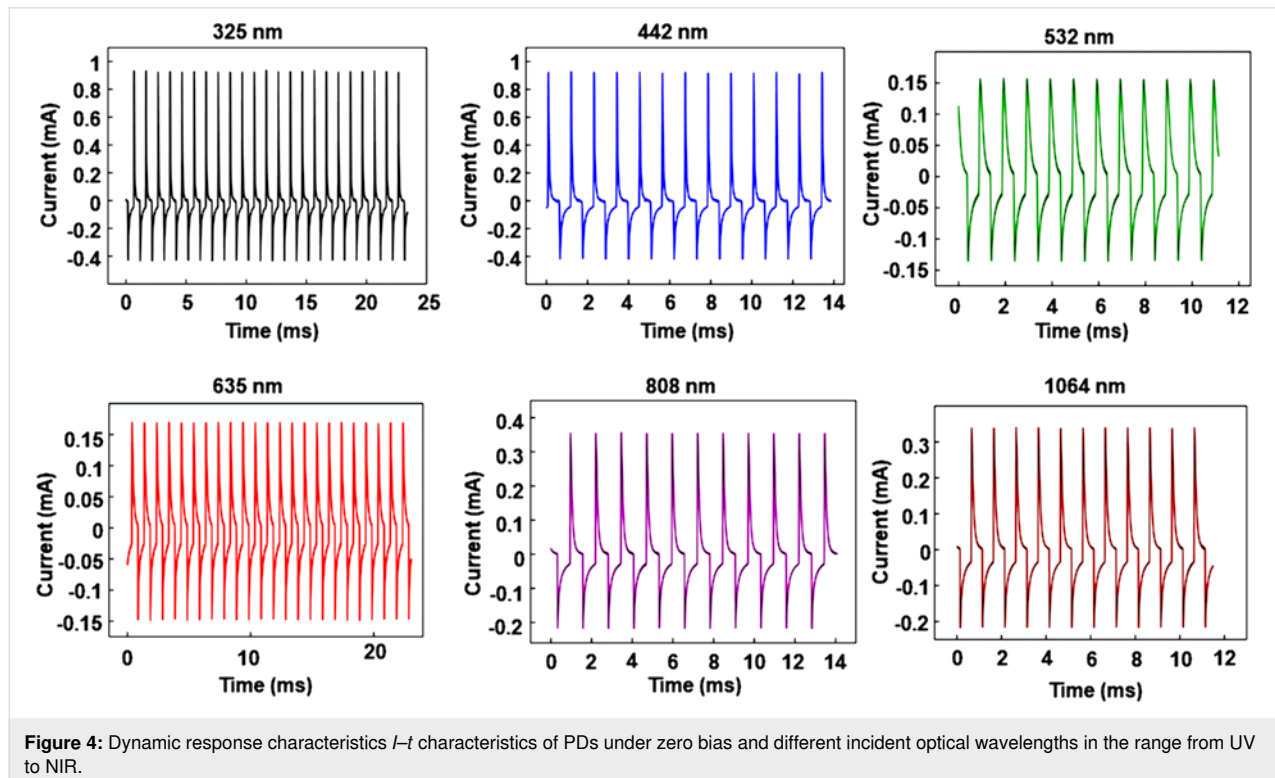 325 nm
1
0.8
0.6
0.4
0.2
0
-0.2
-0.4
Current (mA)
0 5 10 15 20 25
Time (ms)
442 nm
1
0.8
0.6
0.4
0.2
0
-0.2
-0.4
Current (mA)
0 2 4 6 8 10 12 14
Time (ms)
532 nm
0.15
0.1
0.05
0
-0.05
-0.1
-0.15
Current (mA)
0 2 4 6 8 10 12
Time (ms)
635 nm
0.15
0.1
0.05
0
-0.05
-0.1
-0.15
Current (mA)
0 10 20
Time (ms)
808 nm
0.4
0.3
0.2
0.1
0
-0.1
-0.2
Current (mA)
0 2 4 6 8 10 12 14
Time (ms)
1064 nm
0.3
0.2
0.1
0
-0.1
-0.2
Current (mA)
0 2 4 6 8 10 12
Time (ms)
Figure 4: Dynamic response characteristics I–t characteristics of PDs under zero bias and different incident optical wavelengths in the range from UV
to NIR.